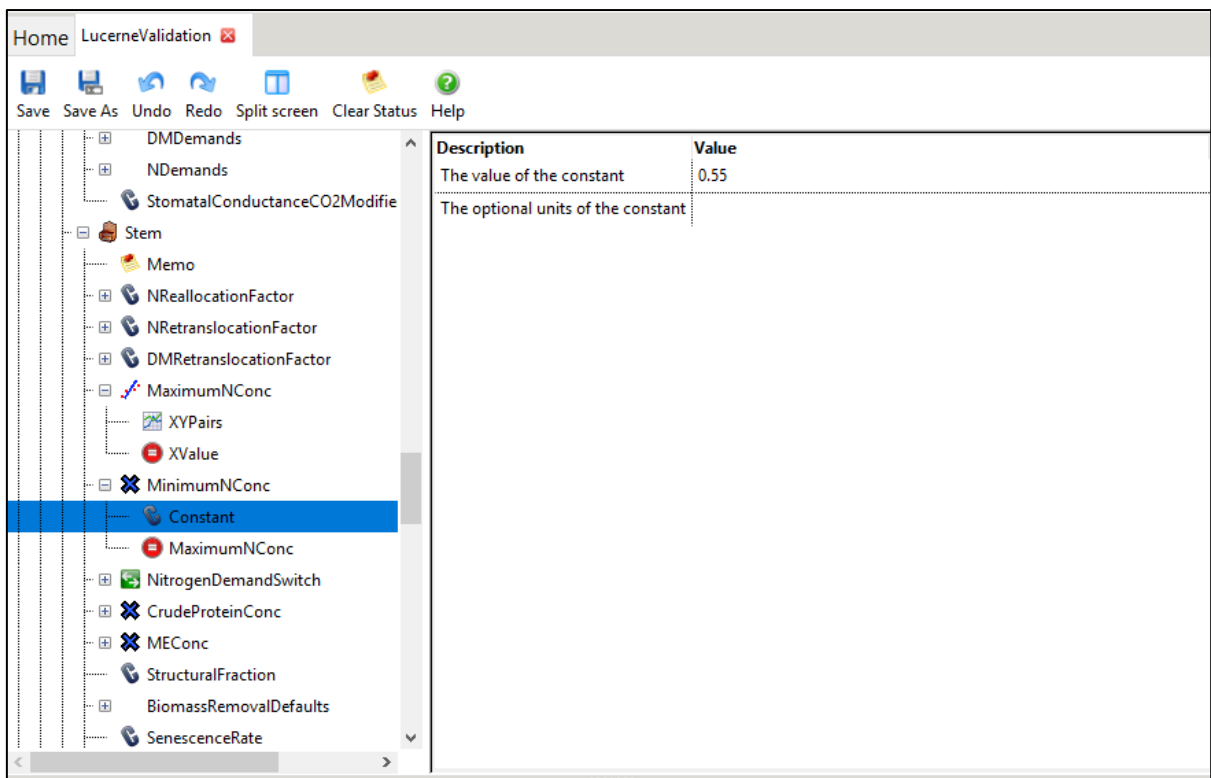 Home LucerneValidation
Save Save As Undo Redo Split screen Clear Status Help
DMDemands
NDemands
StomatalConductanceCO2Modifie
Stem
Memo
NReallocationFactor
NRetranslocationFactor
DMRetranslocationFactor
MaximumNConc
XYPairs
XValue
MinimumNConc
Constant
MaximumNConc
NitrogenDemandSwitch
CrudeProteinConc
MEConc
StructuralFraction
BiomassRemovalDefaults
SenescenceRate
Description Value
The value of the constant 0.55
The optional units of the constant